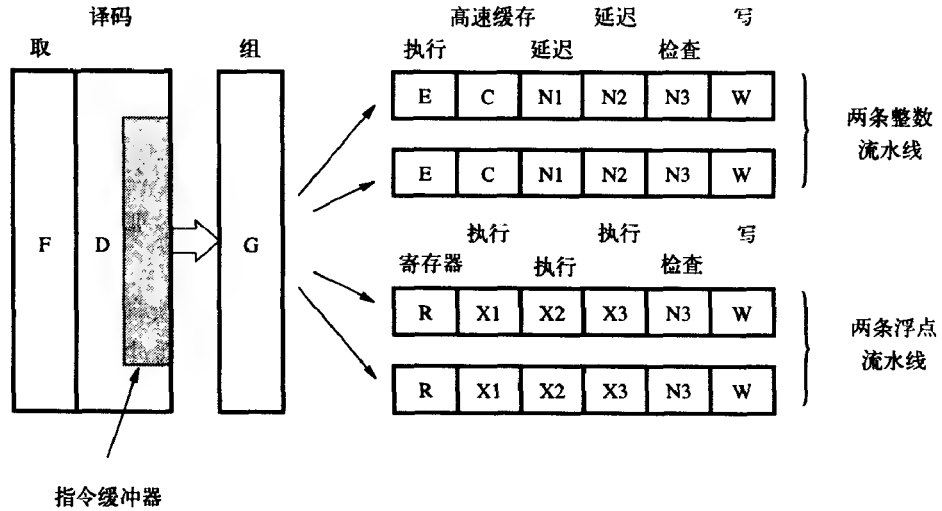 译码
高速缓存 延迟 写
取 组 执行 延迟 检查
E C N1 N2 N3 W
两条整数
流水线
E C N1 N2 N3 W
F D G
执行 执行 写
寄存器 执行 检查
R X1 X2 X3 N3 W
两条浮点
流水线
R X1 X2 X3 N3 W
指令缓冲器